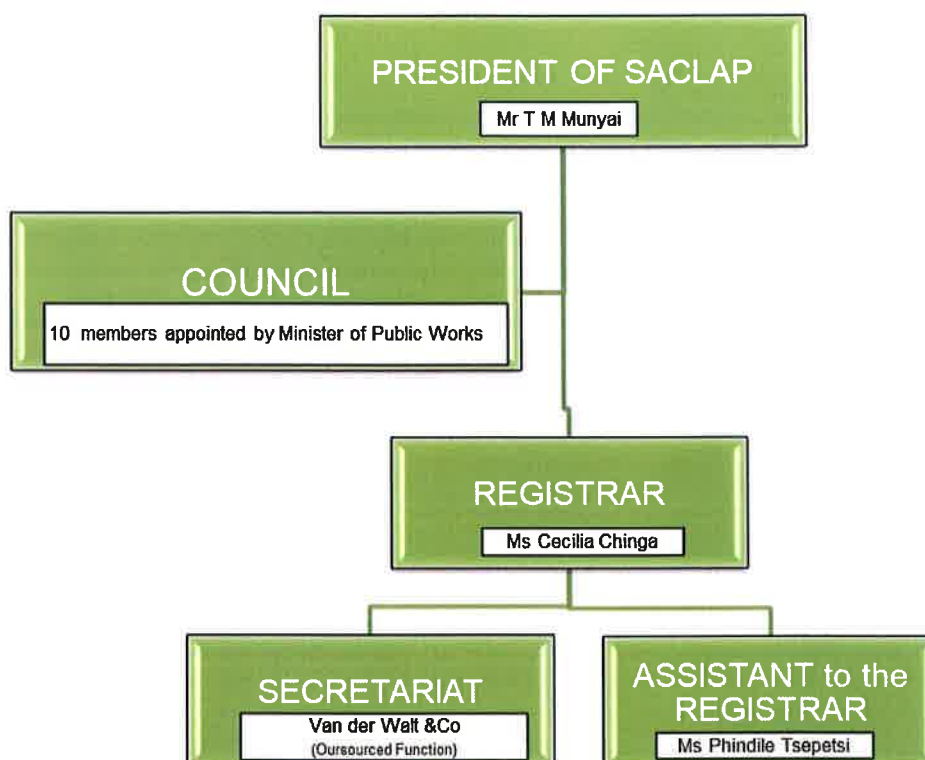 PRESIDENT OF SACLAP
Mr T M Munyai
COUNCIL
10 members appointed by Minister of Public Works
REGISTRAR
Ms Cecilia Chinga
SECRETARIAT
Van der Walt &Co
(Oursourced Function)
ASSISTANT to the
REGISTRAR
Ms Phindile Tsepetsi